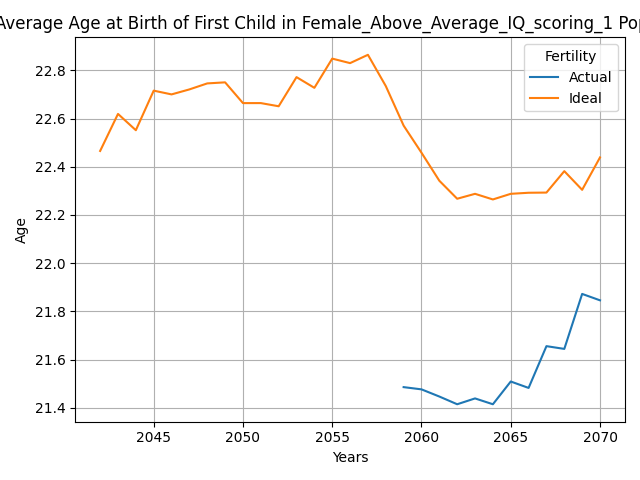 Average Age at Birth of First Child in Female_Above_Average_IQ_scoring_1
Fertility
Actual
Ideal
22.8
22.6
22.4
22.2
22.0
21.8
21.6
21.4
Age
2045 2050 2055 2060 2065 2070
Years